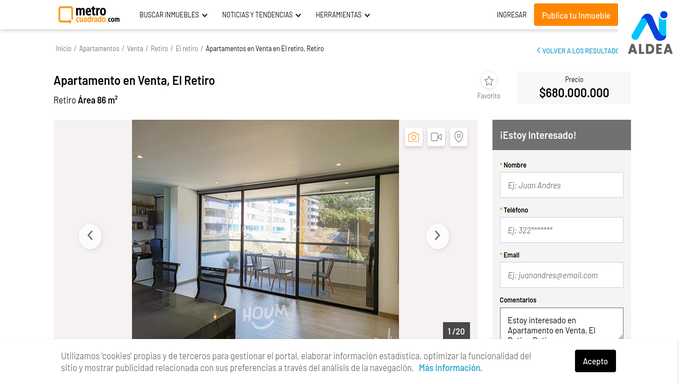 metro
cuadrado.com
BUSCAR INMUEBLES
NOTICIAS Y TENDENCIAS
HERRAMIENTAS
INGRESAR
Publica tu Inmueble
ALDEA
Inicio / Apartamentos / Venta / Retiro / El retiro / Apartamentos en Venta en El retiro, Retiro
VOLVER A LOS RESULTAD
Apartamento en Venta, El Retiro
Retiro Área 86 m²
Favorito
Precio
$680.000.000
¡Estoy Interesado!
* Nombre
Ej: Juan Andres
* Teléfono
Ej: 322*******
* Email
Ej: juanandres@email.com
Comentarios
Estoy interesado en
Apartamento en Venta, El
HOUM
1/20
Utilizamos 'cookies' propias y de terceros para gestionar el portal, elaborar información estadística, optimizar la funcionalidad del
sitio y mostrar publicidad relacionada con sus preferencias a través del análisis de la navegación. Más información.
Acepto